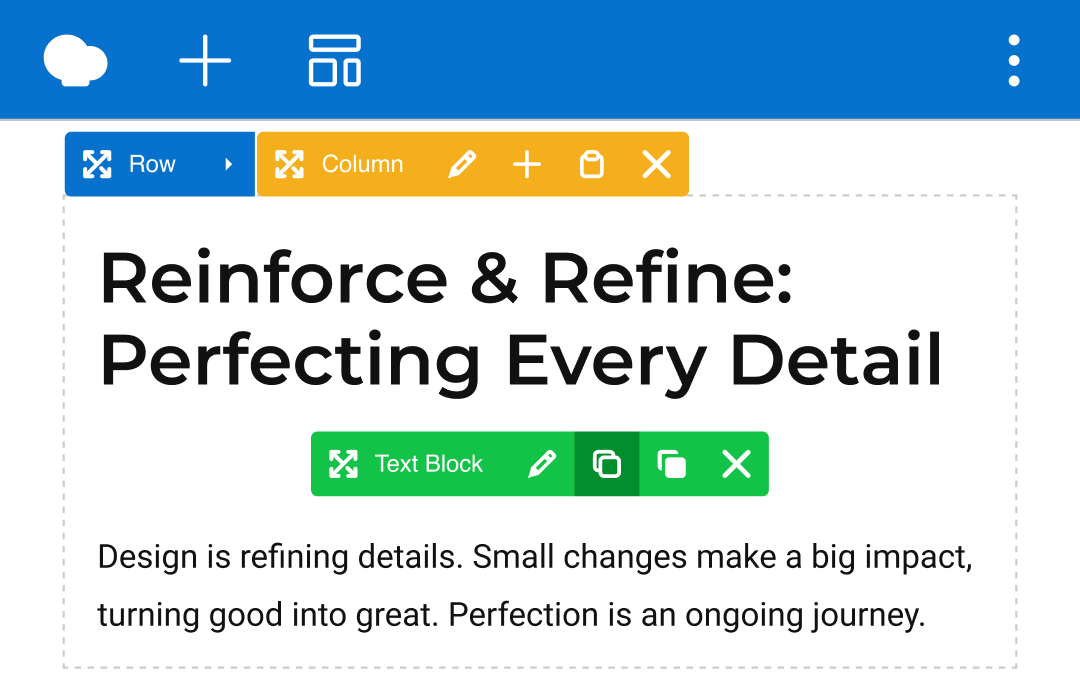 Row
Column
Reinforce & Refine:
Perfecting Every Detail
Text Block
Design is refining details. Small changes make a big impact,
turning good into great. Perfection is an ongoing journey.